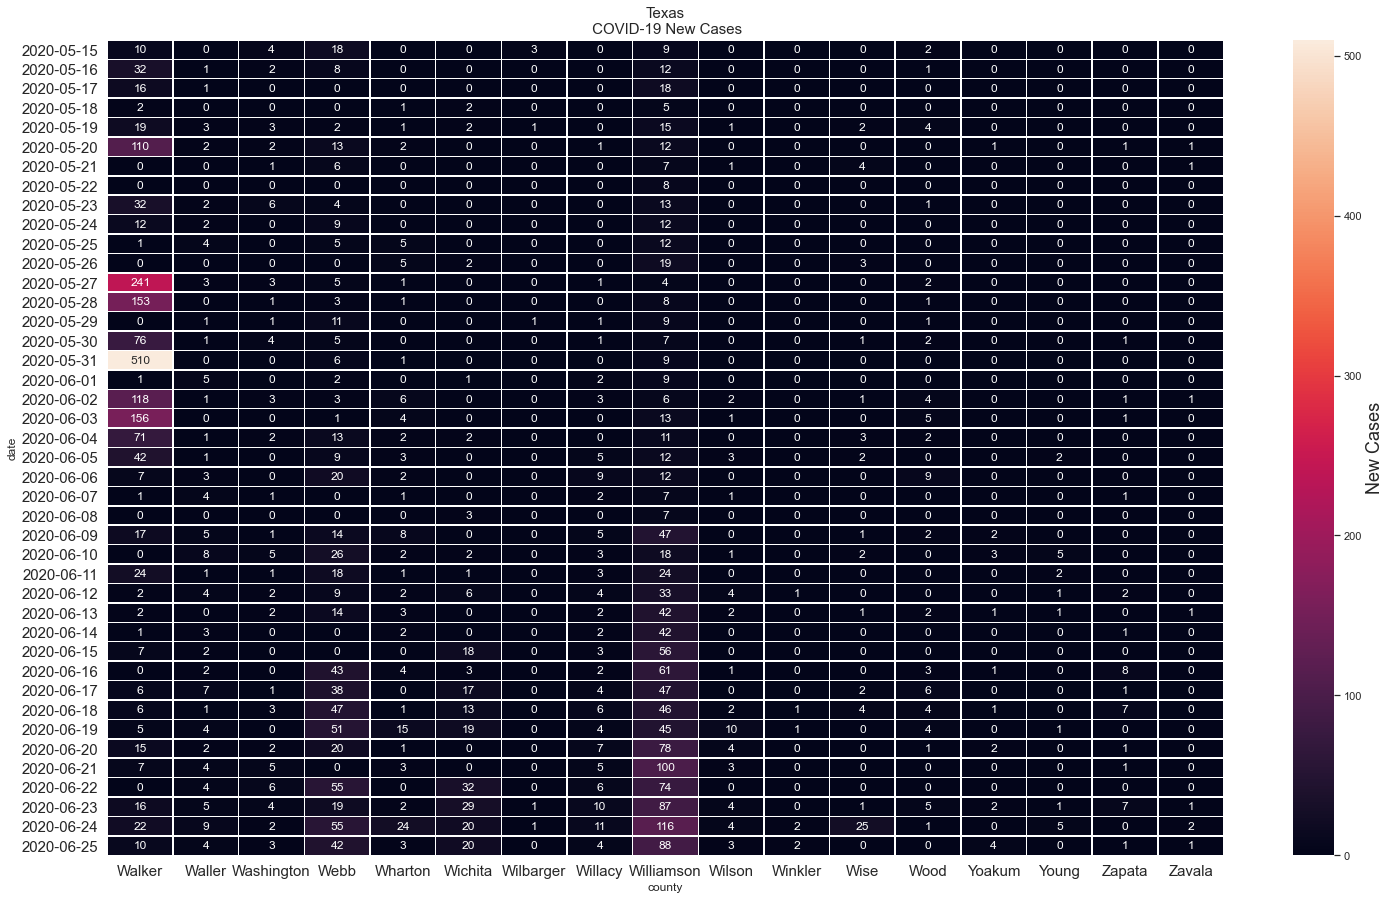 Texas
COVID-19 New Cases
2020-05-15 10 0 4 18 0 0 3 0 9 0 0 0 2 0 0 0 0
2020-05-16 32 1 2 8 0 0 0 0 12 0 0 0 1 0 0 0 0
2020-05-17 16 1 0 0 0 0 0 0 18 0 0 0 0 0 0 0 0
2020-05-18 2 0 0 0 1 2 0 0 5 0 0 0 0 0 0 0 0
2020-05-19 19 3 3 2 1 2 1 0 15 1 0 2 4 0 0 0 0
2020-05-20 110 2 2 13 2 0 0 1 12 0 0 0 0 1 0 1 1
2020-05-21 0 0 1 6 0 0 0 0 7 1 0 4 0 0 0 0 1
2020-05-22 0 0 0 0 0 0 0 0 8 0 0 0 0 0 0 0 0
2020-05-23 32 2 6 4 0 0 0 0 13 0 0 0 1 0 0 0 0
2020-05-24 12 2 0 9 0 0 0 0 12 0 0 0 0 0 0 0 0
2020-05-25 1 4 0 5 5 0 0 0 12 0 0 0 0 0 0 0 0
2020-05-26 0 0 0 0 5 2 0 0 19 0 0 3 0 0 0 0 0
2020-05-27 241 3 3 5 1 0 0 1 4 0 0 0 2 0 0 0 0
2020-05-28 153 0 1 3 1 0 0 0 8 0 0 0 1 0 0 0 0
2020-05-29 0 1 1 11 0 0 1 1 9 0 0 0 1 0 0 0 0
2020-05-30 76 1 4 5 0 0 0 1 7 0 0 1 2 0 0 1 0
2020-05-31 510 0 0 6 1 0 0 0 9 0 0 0 0 0 0 0 0
2020-06-01 1 5 0 2 0 1 0 2 9 0 0 0 0 0 0 0 0
2020-06-02 118 1 3 3 6 0 0 3 6 2 0 1 4 0 0 1 1
2020-06-03 156 0 0 1 4 0 0 0 13 1 0 0 5 0 0 1 0
2020-06-04 71 1 2 13 2 2 0 0 11 0 0 3 2 0 0 0 0
2020-06-05 42 1 0 9 3 0 0 5 12 3 0 2 0 0 2 0 0
2020-06-06 7 3 0 20 2 0 0 9 12 0 0 0 9 0 0 0 0
2020-06-07 1 4 1 0 1 0 0 2 7 1 0 0 0 0 0 1 0
2020-06-08 0 0 0 0 0 3 0 0 7 0 0 0 0 0 0 0 0
2020-06-09 17 5 1 14 8 0 0 5 47 0 0 1 2 2 0 0 0
2020-06-10 0 8 5 26 2 2 0 3 18 1 0 2 0 3 5 0 0
2020-06-11 24 1 1 18 1 1 0 3 24 0 0 0 0 0 2 0 0
2020-06-12 2 4 2 9 2 6 0 4 33 4 1 0 0 0 1 2 0
2020-06-13 2 0 2 14 3 0 0 2 42 2 0 1 2 1 1 0 1
2020-06-14 1 3 0 0 2 0 0 2 42 0 0 0 0 0 0 1 0
2020-06-15 7 2 0 0 0 18 0 3 56 0 0 0 0 0 0 0 0
2020-06-16 0 2 0 43 4 3 0 2 61 1 0 0 3 1 0 8 0
2020-06-17 6 7 1 38 0 17 0 4 47 0 0 2 6 0 0 1 0
2020-06-18 6 1 3 47 1 13 0 6 46 2 1 4 4 1 0 7 0
2020-06-19 5 4 0 51 15 19 0 4 45 10 1 0 4 0 1 0 0
2020-06-20 15 2 2 20 1 0 0 7 78 4 0 0 1 2 0 1 0
2020-06-21 7 4 5 0 3 0 0 5 100 3 0 0 0 0 0 1 0
2020-06-22 0 4 6 55 0 32 0 6 74 0 0 0 0 0 0 0 0
2020-06-23 16 5 4 19 2 29 1 10 87 4 0 1 5 2 1 7 1
2020-06-24 22 9 2 55 24 20 1 11 116 4 2 25 1 0 5 0 2
2020-06-25 10 4 3 42 3 20 0 4 88 3 2 0 0 4 0 1 1
Walker Waller Washington Webb Wharton Wichita Wilbarger Willacy Williamson Wilson Winkler Wise Wood Yoakum Young Zapata Zavala
county
date
500
400
300
200
100
0
New Cases